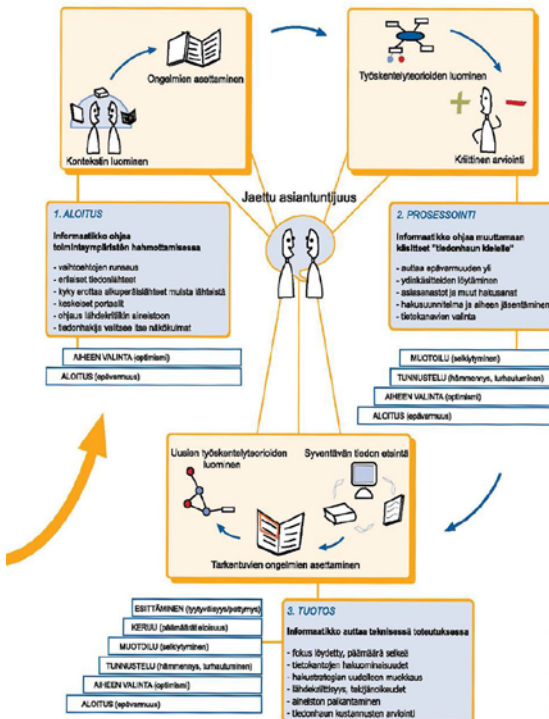 Ongelmien asettaminen
Kontekstin luominen
Työskentelyteorioiden luominen
Kriittinen arviointi
Jaettu asiantuntijuus
1. ALOITUS
Informaatikko ohjaa
toimintaympäristön hahmottamisessa
- vaihtoehtojen runsaus
- erilaiset tiedonlähteet
- kyky erottaa alkuperäislähteet muista lähteistä
- keskeiset portaalit
- ohjaus lähdekritiikin aineistoon
- tiedonhakija valitsee itse näkökulmat
AIHEEN VALINTA (optimismi)
ALOITUS (epävarmuus)
2. PROSESSOINTI
Informaatikko ohjaa muuttamaan
käsitteet "tiedonhaun kielelle"
- auttaa epävarmuuden yli
- ydinkäsitteiden löytäminen
- asiasanastot ja muut hakusanat
- hakusuunnitelma ja aiheen jäsentäminen
- tietokanavien valinta
MUOTOILU (selkiytyminen)
TUNNUSTELU (hämmennys, turhautuminen)
AIHEEN VALINTA (optimismi)
ALOITUS (epävarmuus)
Uusien työskentelyteorioiden
luominen
Syventävän tiedon etsintä
Tarkentuvien ongelmien asettaminen
ESITTÄMINEN (tyytyväisyys/pettymys)
KERUU (päämäärätietoisuus)
MUOTOILU (selkiytyminen)
TUNNUSTELU (hämmennys, turhautuminen)
AIHEEN VALINTA (optimismi)
ALOITUS (epävarmuus)
3. TUOTOS
Informaatikko auttaa teknisessä toteutuksessa
- fokus löydetty, päämäärä selkeä
- tietokantojen hakuominaisuudet
- hakustrategian uudelleen muokkaus
- lähdekriittisyys, tekijänoikeudet
- aineiston paikantaminen
- tiedonhaun kustannusten arviointi